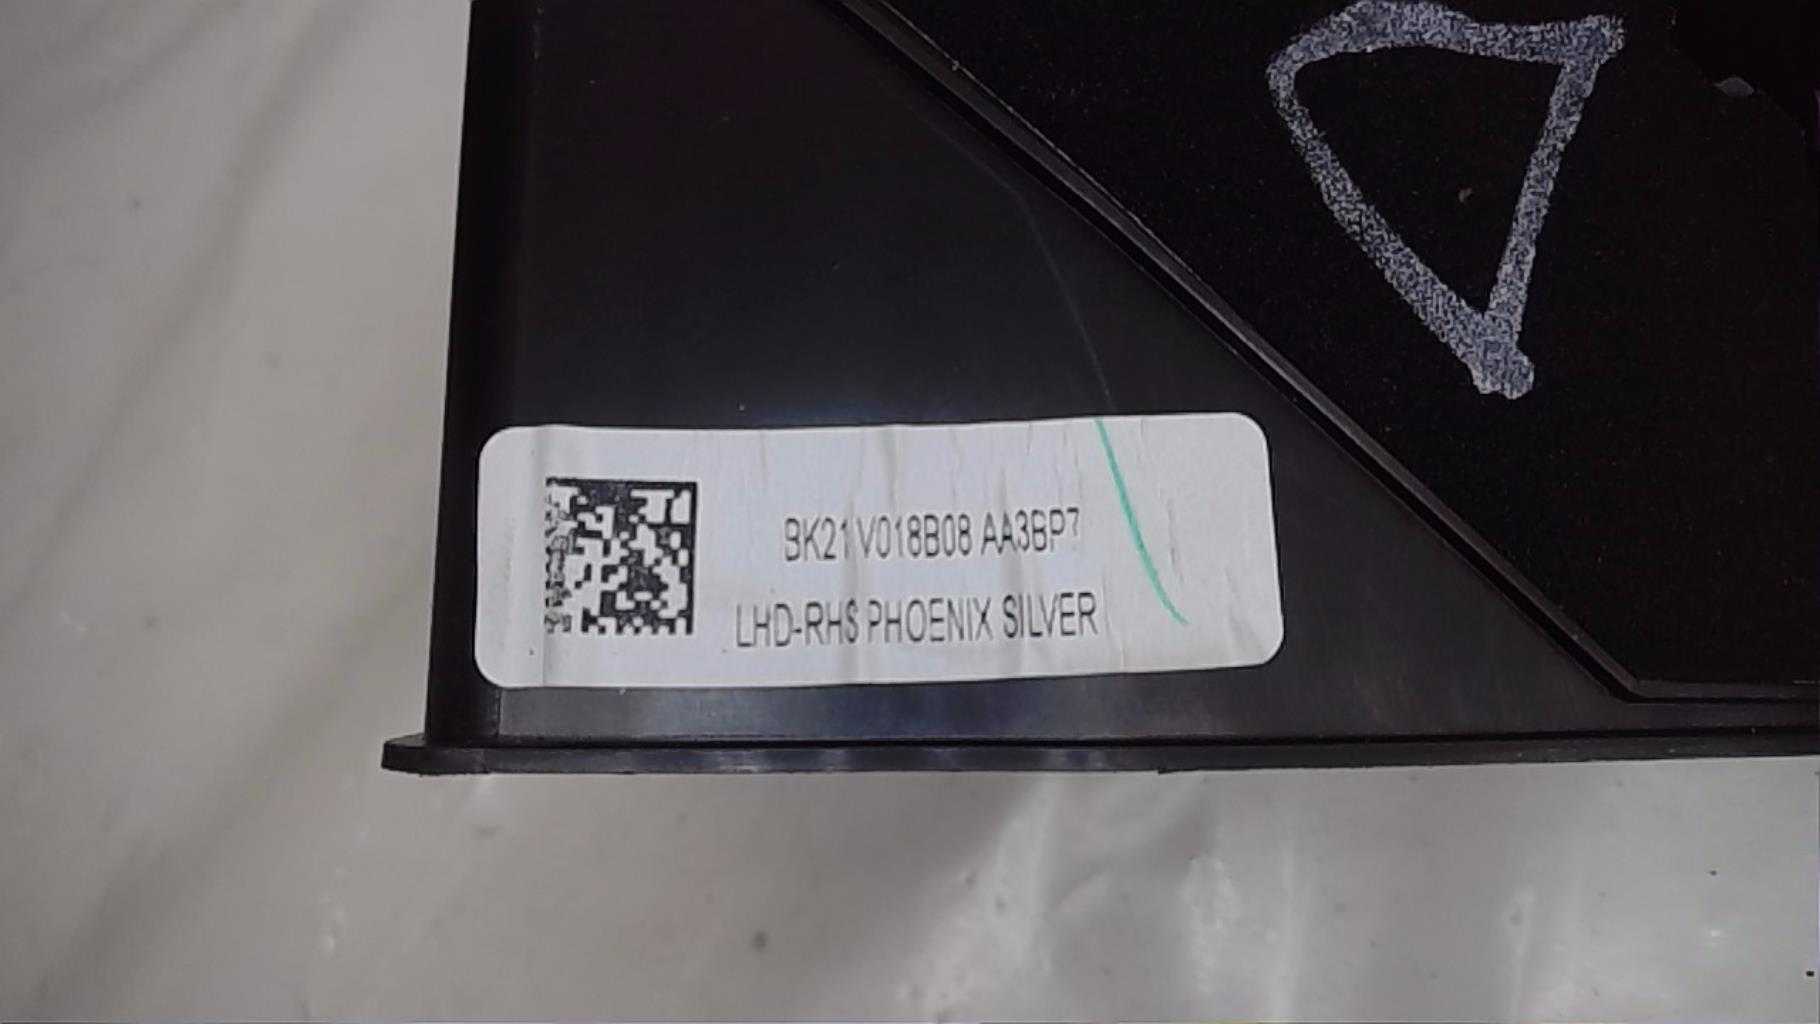 BK21 V018B08 AA3BP7
LHD-RHS PHOENIX SILVER